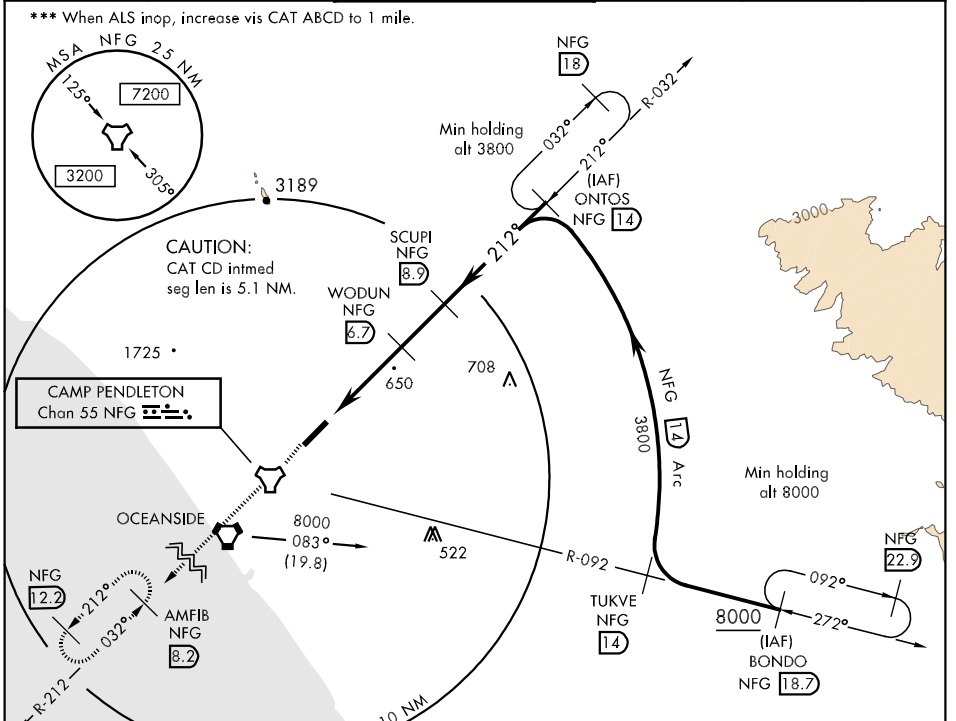 *** When ALS inop, increase vis CAT ABCD to 1 mile.
MSA NFG 25 NM
125°
7200
3200
305°
3189
CAUTION:
CAT CD intmed
seg len is 5.1 NM.
NFG
18
R-032
Min holding
alt 3800
032°
212°
(IAF)
ONTOS
NFG 14
212°
SCUPI
NFG
8.9
WODUN
NFG
6.7
3000
1725
650
708
CAMP PENDLETON
Chan 55 NFG
NFG
14
Arc
3800
Min holding
alt 8000
OCEANSIDE
8000
083°
(19.8)
522
R-092
NFG
22.9
092°
272°
NFG
12.2
212°
032°
AMFIB
NFG
8.2
TUKVE
NFG
14
8000
(IAF)
BONDO
NFG 18.7
R-212
10 NM